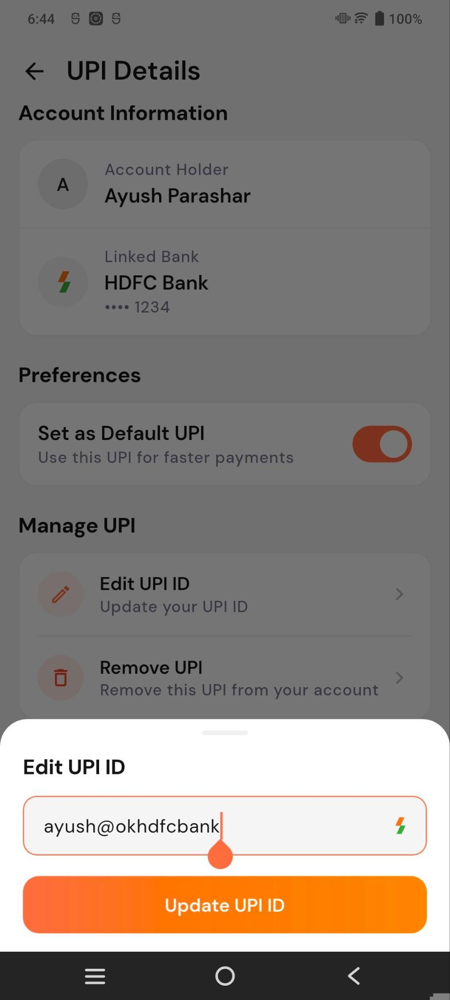 6:44
100%
UPI Details
Account Information
A
Account Holder
Ayush Parashar
Linked Bank
HDFC Bank
•••• 1234
Preferences
Set as Default UPI
Use this UPI for faster payments
Manage UPI
Edit UPI ID
Update your UPI ID
Remove UPI
Remove this UPI from your account
Edit UPI ID
ayush@okhdfcbank
Update UPI ID